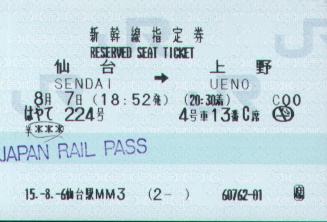 新幹線指定券
RESERVED SEAT TICKET
仙台 → 上野
SENDAI UENO
8月 7日(18:52発) (20:30着) C00
はやて 224号 4号車13番C席
¥***
JAPAN RAIL PASS
15.-8.-6仙台駅MM3 (2- ) 60762-01